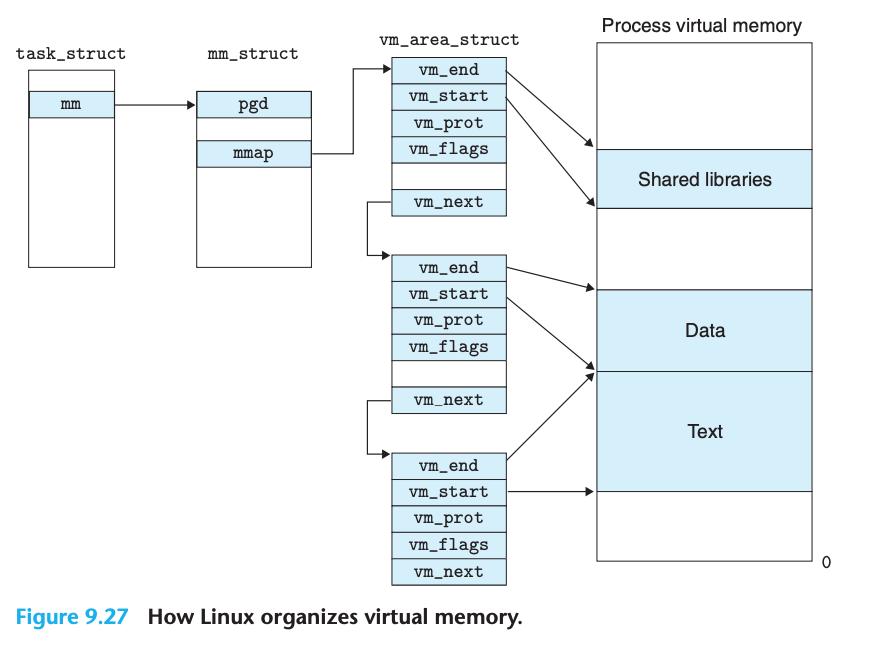 Process virtual memory
task_struct
mm_struct
vm_area_struct
mm
pgd
mmap
vm_end
vm_start
vm_prot
vm_flags
vm_next
vm_end
vm_start
vm_prot
vm_flags
vm_next
vm_end
vm_start
vm_prot
vm_flags
vm_next
Shared libraries
Data
Text
0
Figure 9.27 How Linux organizes virtual memory.